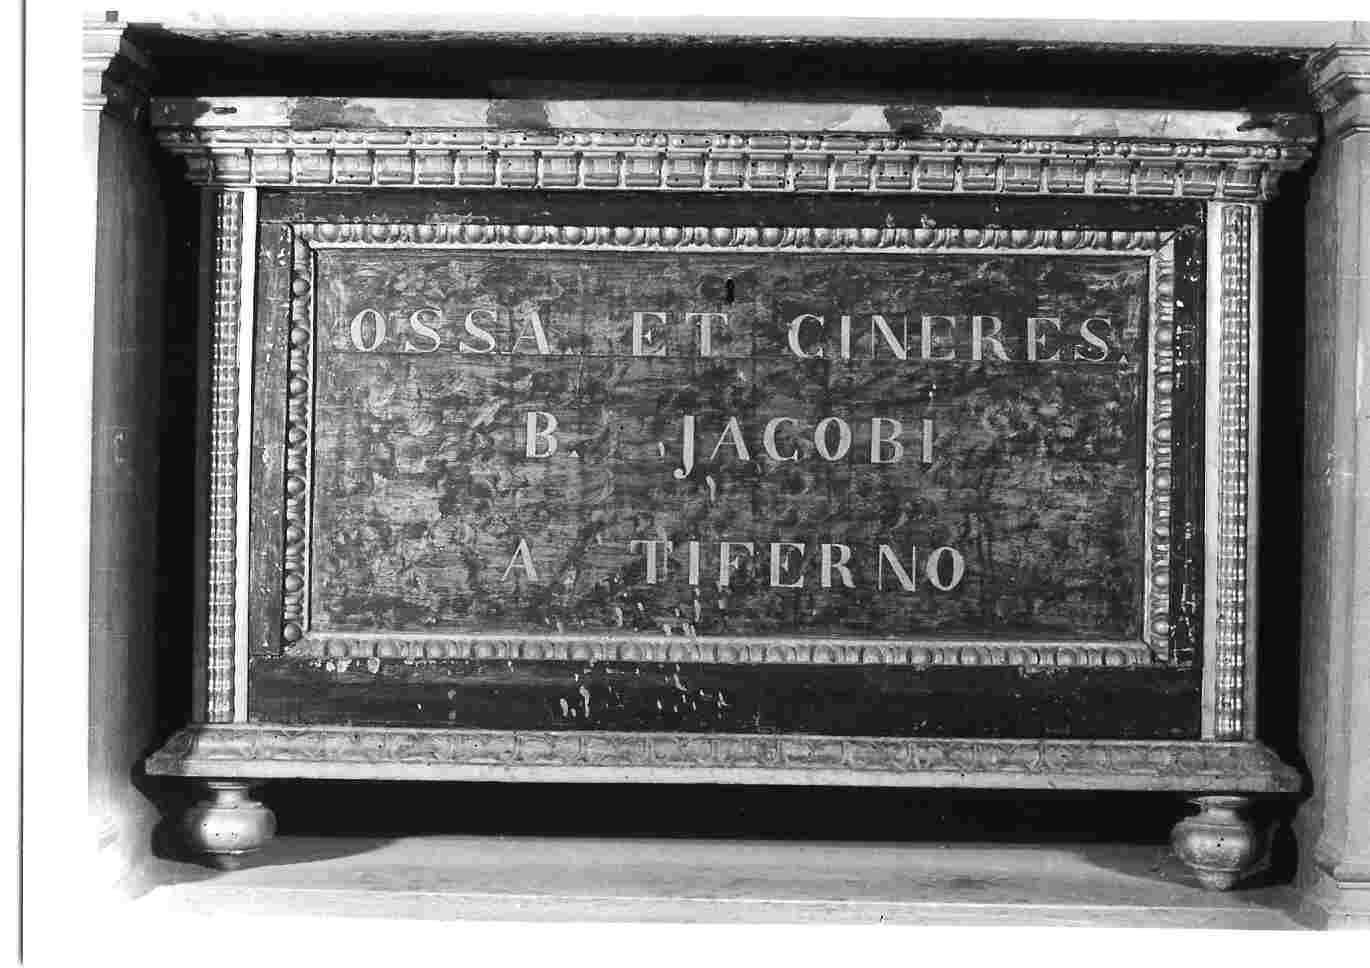 OSSA. ET CINERES.
B. JACOBI
A TIFERNO